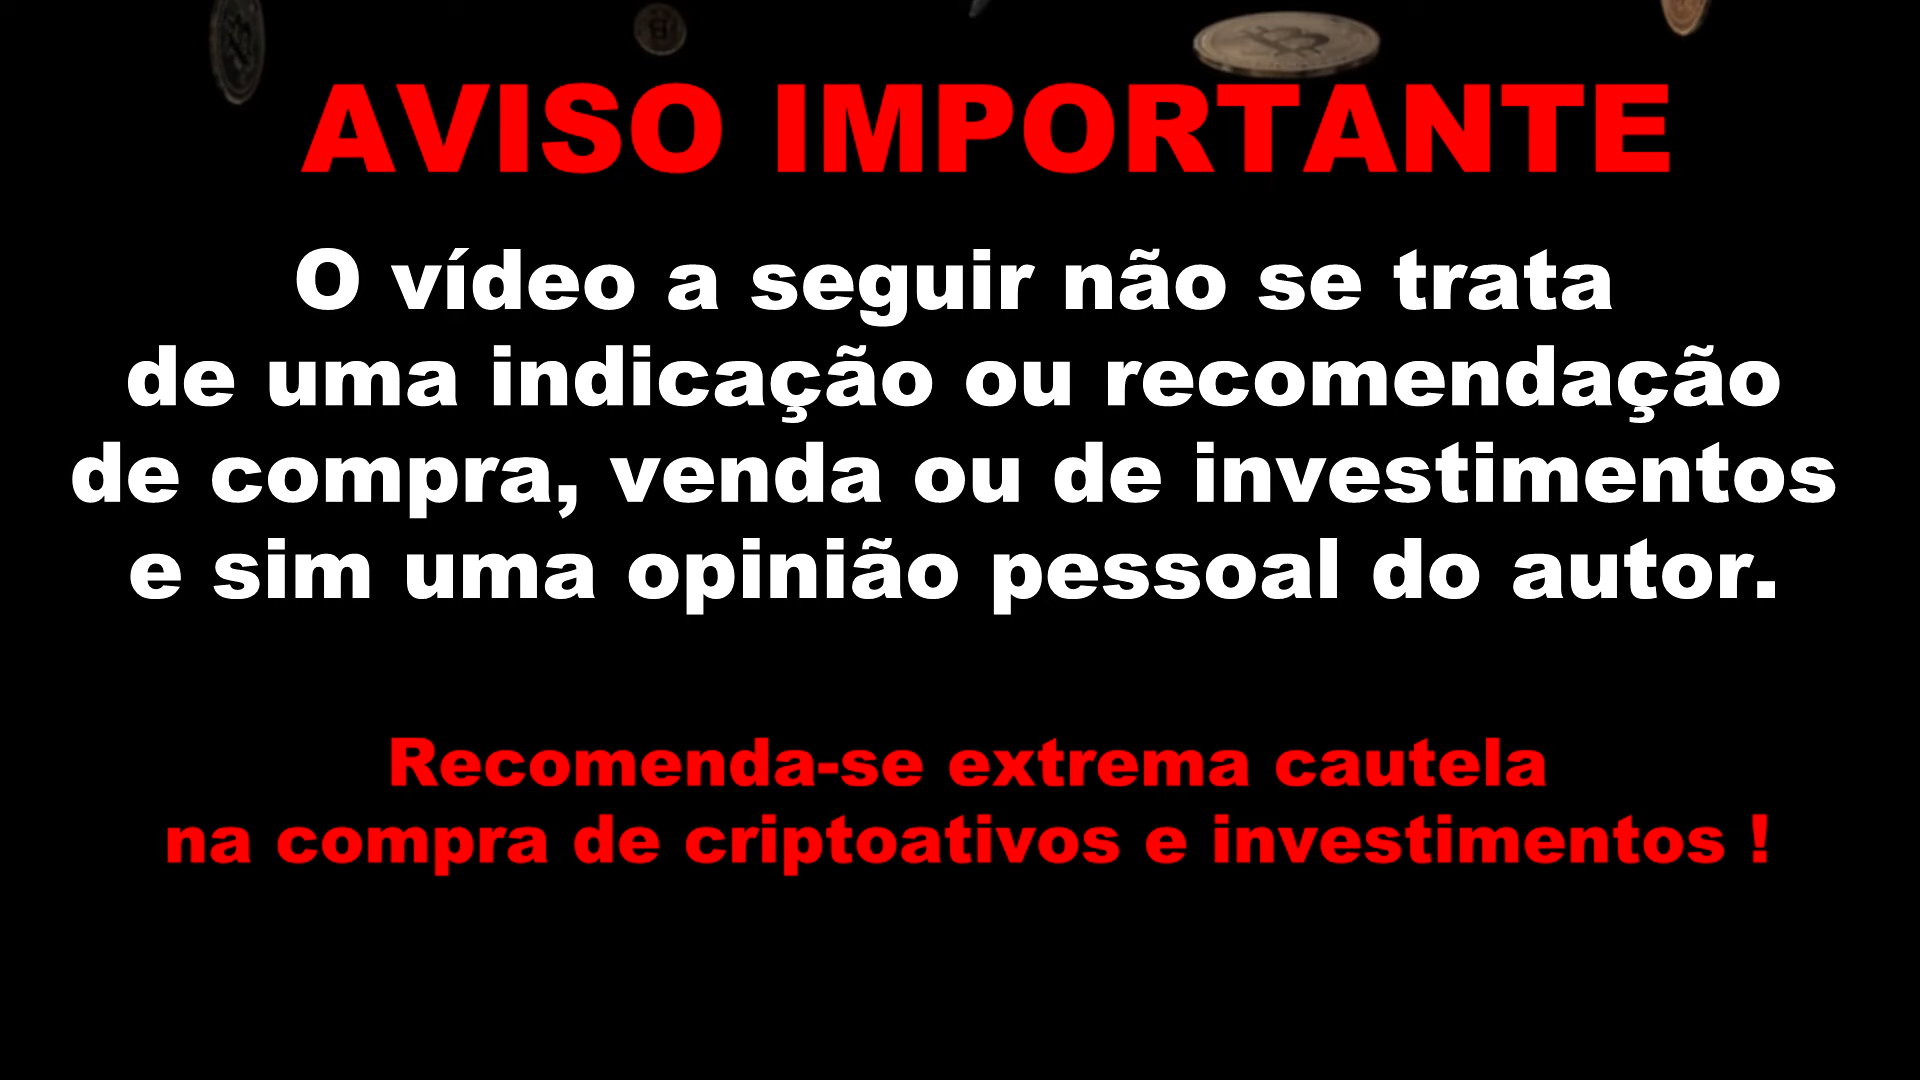 AVISO IMPORTANTE
O vídeo a seguir não se trata
de uma indicação ou recomendação
de compra, venda ou de investimentos
e sim uma opinião pessoal do autor.
Recomenda-se extrema cautela
na compra de criptoativos e investimentos !